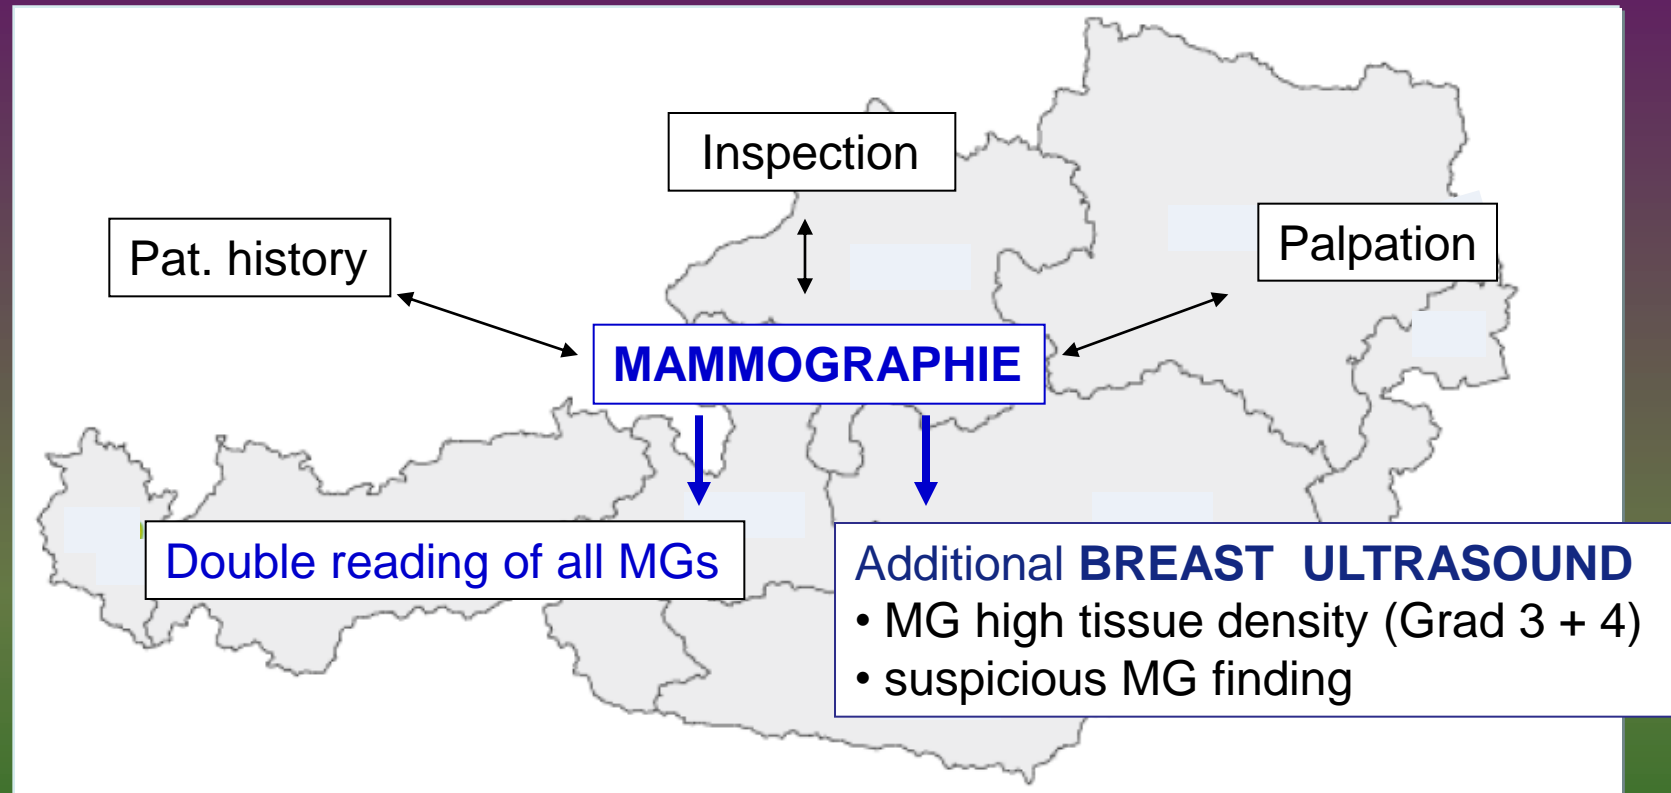 Inspection
Pat. history
Palpation
MAMMOGRAPHIE
Double reading of all MGs
Additional BREAST ULTRASOUND
• MG high tissue density (Grad 3 + 4)
• suspicious MG finding